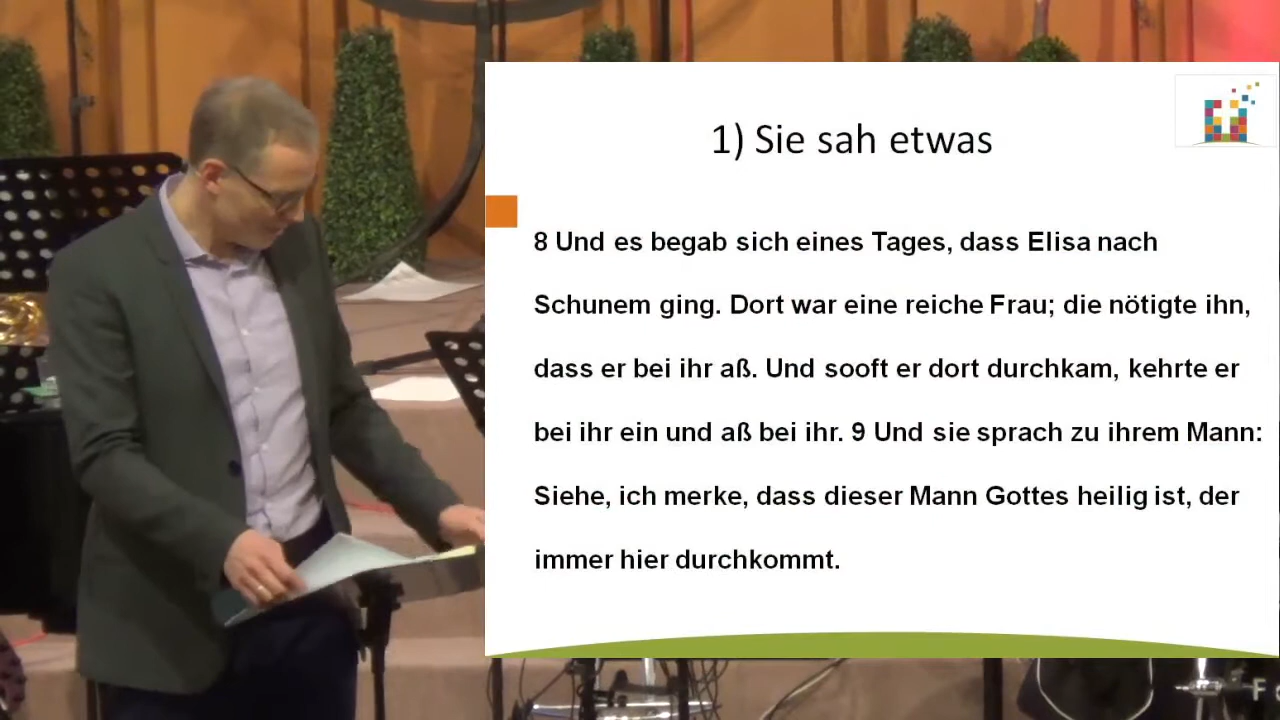 1) Sie sah etwas
8 Und es begab sich eines Tages, dass Elisa nach
Schunem ging. Dort war eine reiche Frau; die nötigte ihn,
dass er bei ihr aß. Und sooft er dort durchkam, kehrte er
bei ihr ein und aß bei ihr. 9 Und sie sprach zu ihrem Mann:
Siehe, ich merke, dass dieser Mann Gottes heilig ist, der
immer hier durchkommt.